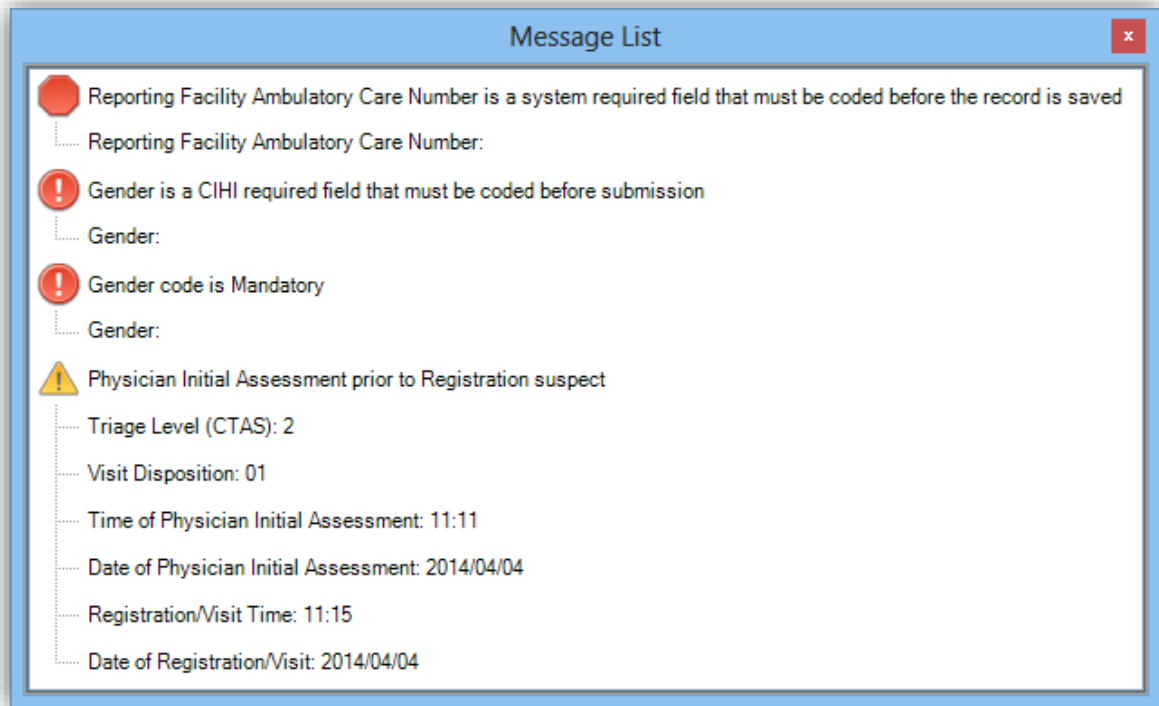 Message List
x
Reporting Facility Ambulatory Care Number is a system required field that must be coded before the record is saved
Reporting Facility Ambulatory Care Number:
Gender is a CIHI required field that must be coded before submission
Gender:
Gender code is Mandatory
Gender:
Physician Initial Assessment prior to Registration suspect
Triage Level (CTAS): 2
Visit Disposition: 01
Time of Physician Initial Assessment: 11:11
Date of Physician Initial Assessment: 2014/04/04
Registration/Visit Time: 11:15
Date of Registration/Visit: 2014/04/04